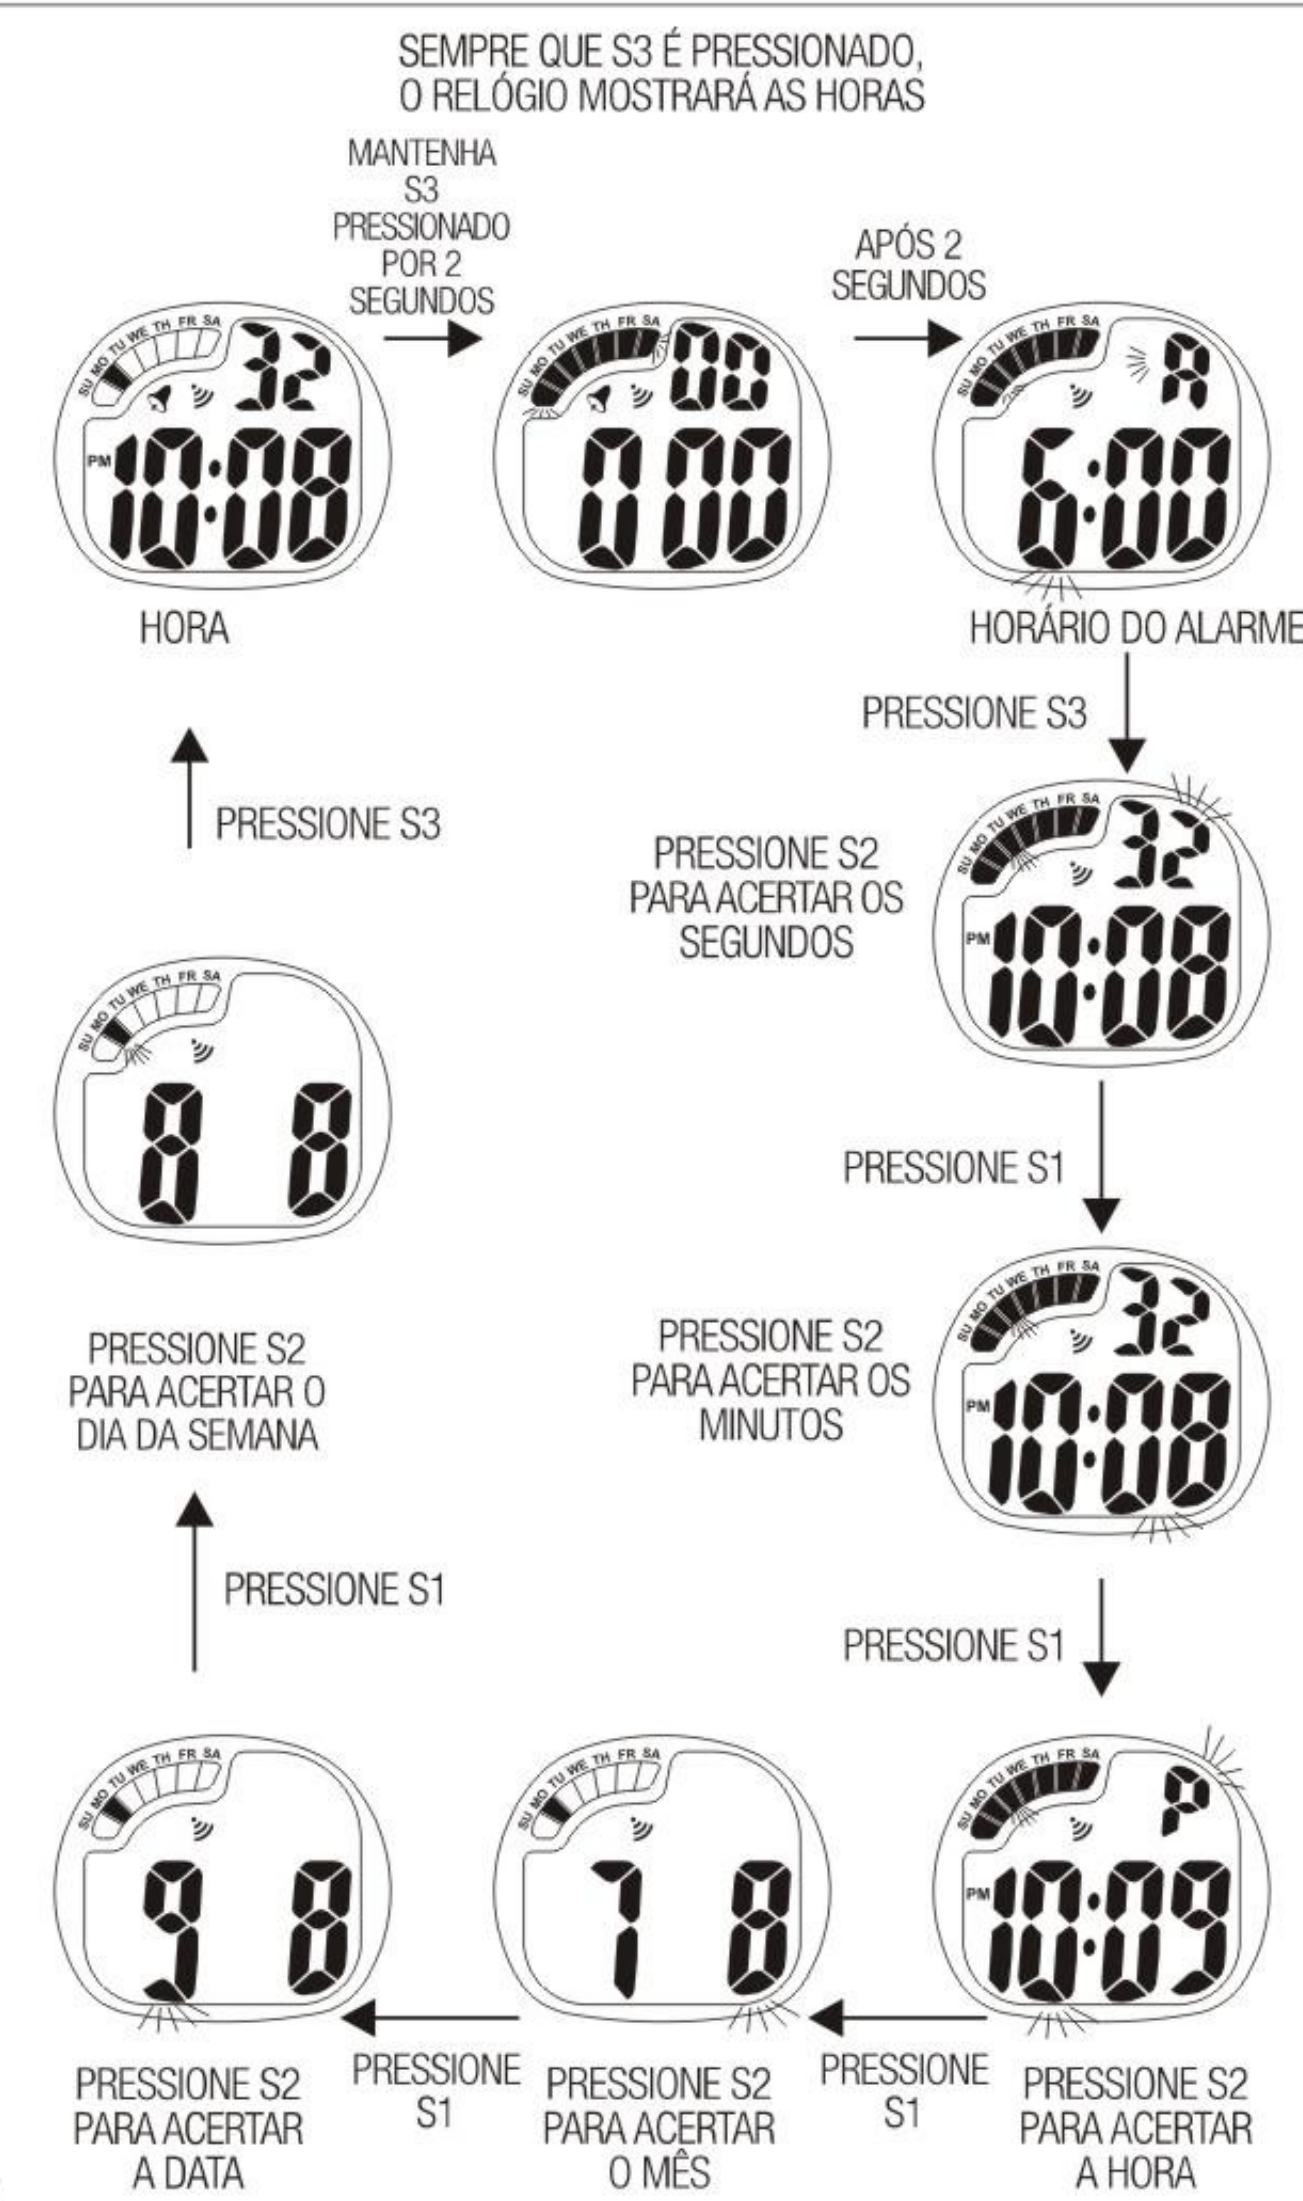 SEMPRE QUE S3 É PRESSIONADO,
O RELÓGIO MOSTRARÁ AS HORAS
MANTENHA
S3
PRESSIONADO
POR 2
SEGUNDOS
APÓS 2
SEGUNDOS
SU MO TU WE TH FR SA
32
PM 10:08
HORA
SU MO TU WE TH FR SA
00
0 00
SU MO TU WE TH FR SA
A
6:00
HORÁRIO DO ALARME
PRESSIONE S3
SU MO TU WE TH FR SA
32
PM 10:08
PRESSIONE S2
PARA ACERTAR OS
SEGUNDOS
PRESSIONE S1
SU MO TU WE TH FR SA
32
PM 10:08
PRESSIONE S2
PARA ACERTAR OS
MINUTOS
PRESSIONE S1
SU MO TU WE TH FR SA
P
PM 10:09
PRESSIONE S2
PARA ACERTAR
A HORA
PRESSIONE
S1
SU MO TU WE TH FR SA
7 8
PRESSIONE S2
PARA ACERTAR
O MÊS
PRESSIONE
S1
SU MO TU WE TH FR SA
9 8
PRESSIONE S2
PARA ACERTAR
A DATA
PRESSIONE S1
SU MO TU WE TH FR SA
8 8
PRESSIONE S2
PARA ACERTAR O
DIA DA SEMANA
PRESSIONE S3